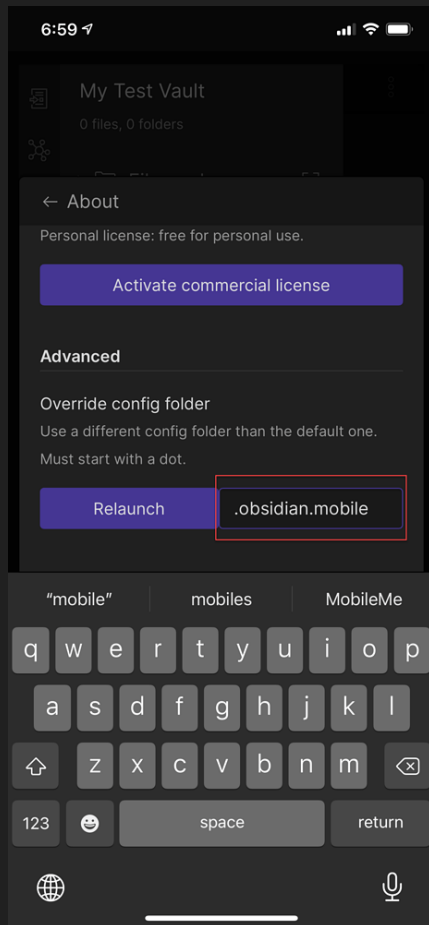 6:59
My Test Vault
0 files, 0 folders
← About
Personal license: free for personal use.
Activate commercial license
Advanced
Override config folder
Use a different config folder than the default one.
Must start with a dot.
Relaunch
.obsidian.mobile
“mobile” mobiles MobileMe
q w e r t y u i o p
a s d f g h j k l
z x c v b n m
123 space return